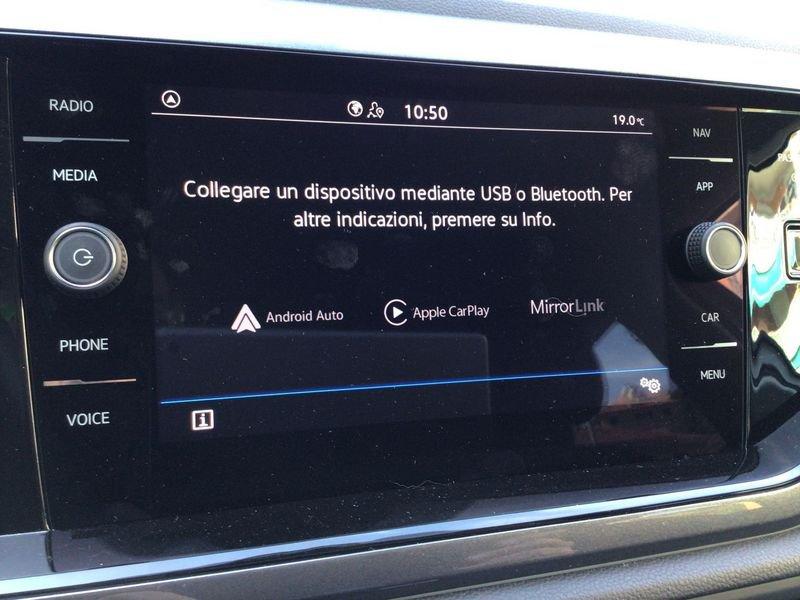 RADIO
10:50
19.0°C
NAV
MEDIA
APP
Collegare un dispositivo mediante USB o Bluetooth. Per
altre indicazioni, premere su Info.
Android Auto
Apple CarPlay
MirrorLink
CAR
PHONE
MENU
VOICE
i